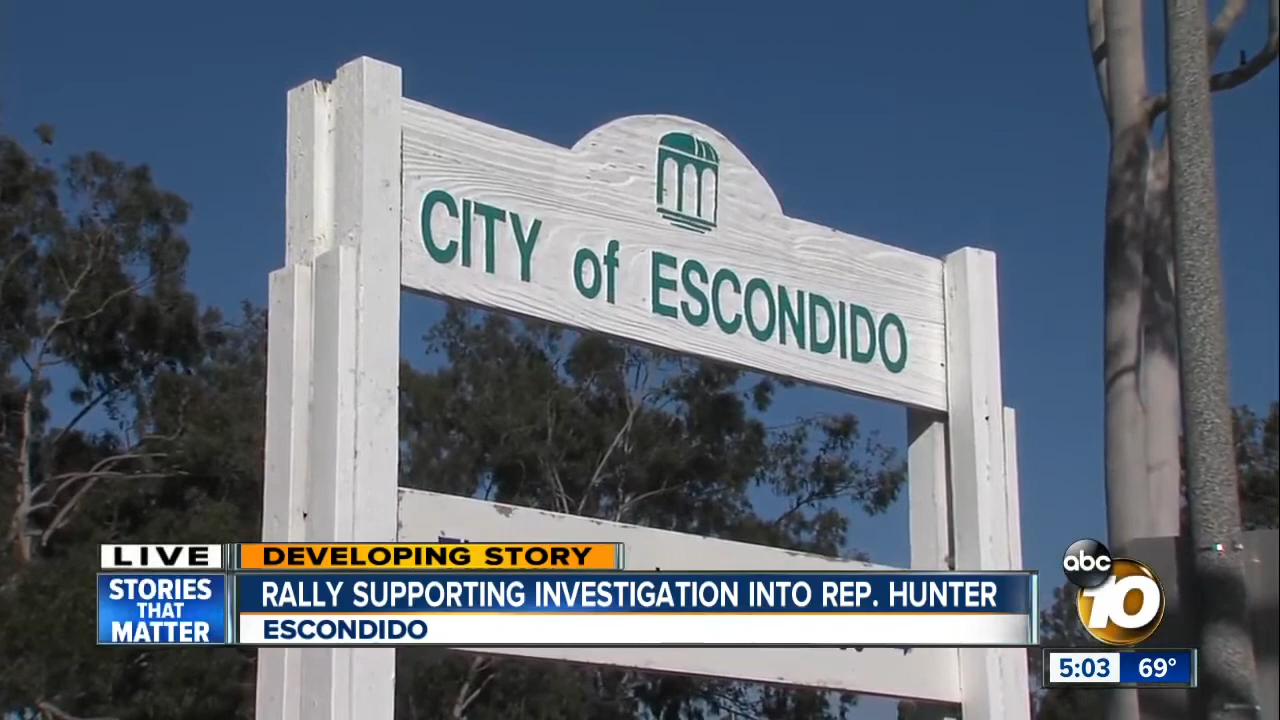 CITY of ESCONDIDO
LIVE
DEVELOPING STORY
STORIES
THAT
MATTER
RALLY SUPPORTING INVESTIGATION INTO REP. HUNTER
ESCONDIDO
abc
10
5:03 69°